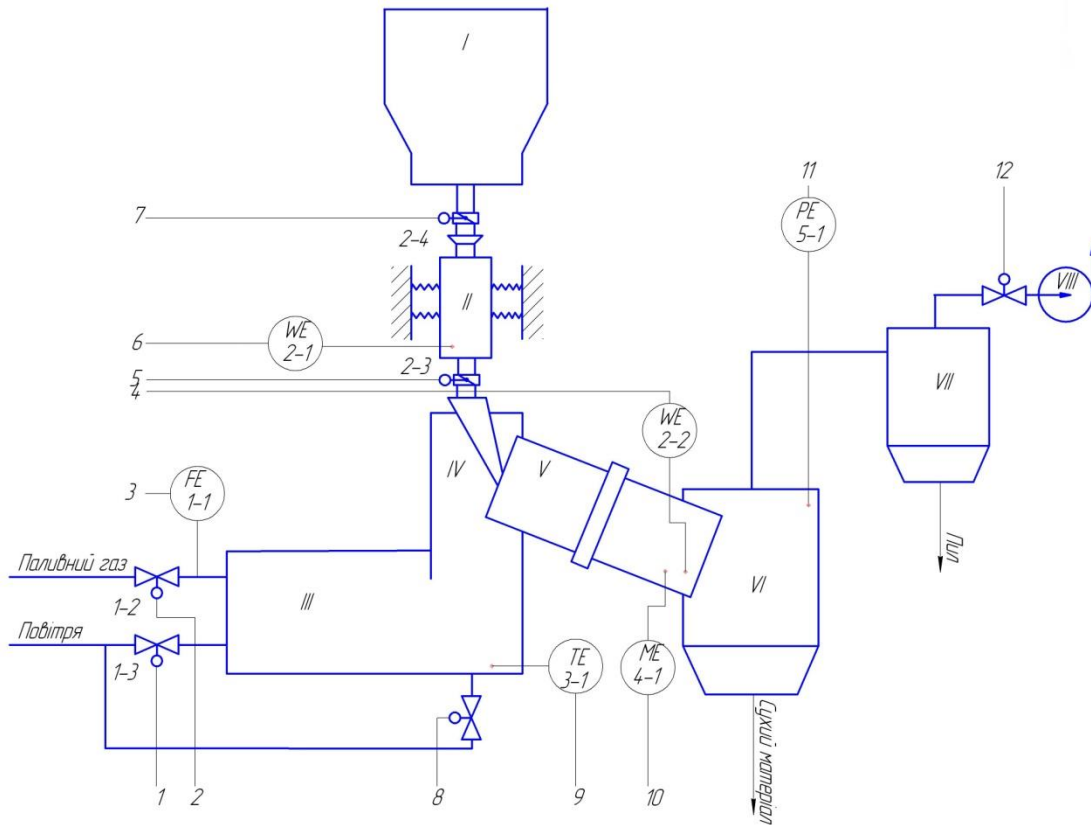 I
7
2-4
11
PE
5-1
12
VIII
II
6
WE
2-1
5
4
2-3
WE
2-2
VII
IV
V
3
FE
1-1
Паливний газ
1-2
III
VI
Пил
Повітря
1-3
TE
3-1
ME
4-1
Сухий матеріал
1
2
8
9
10